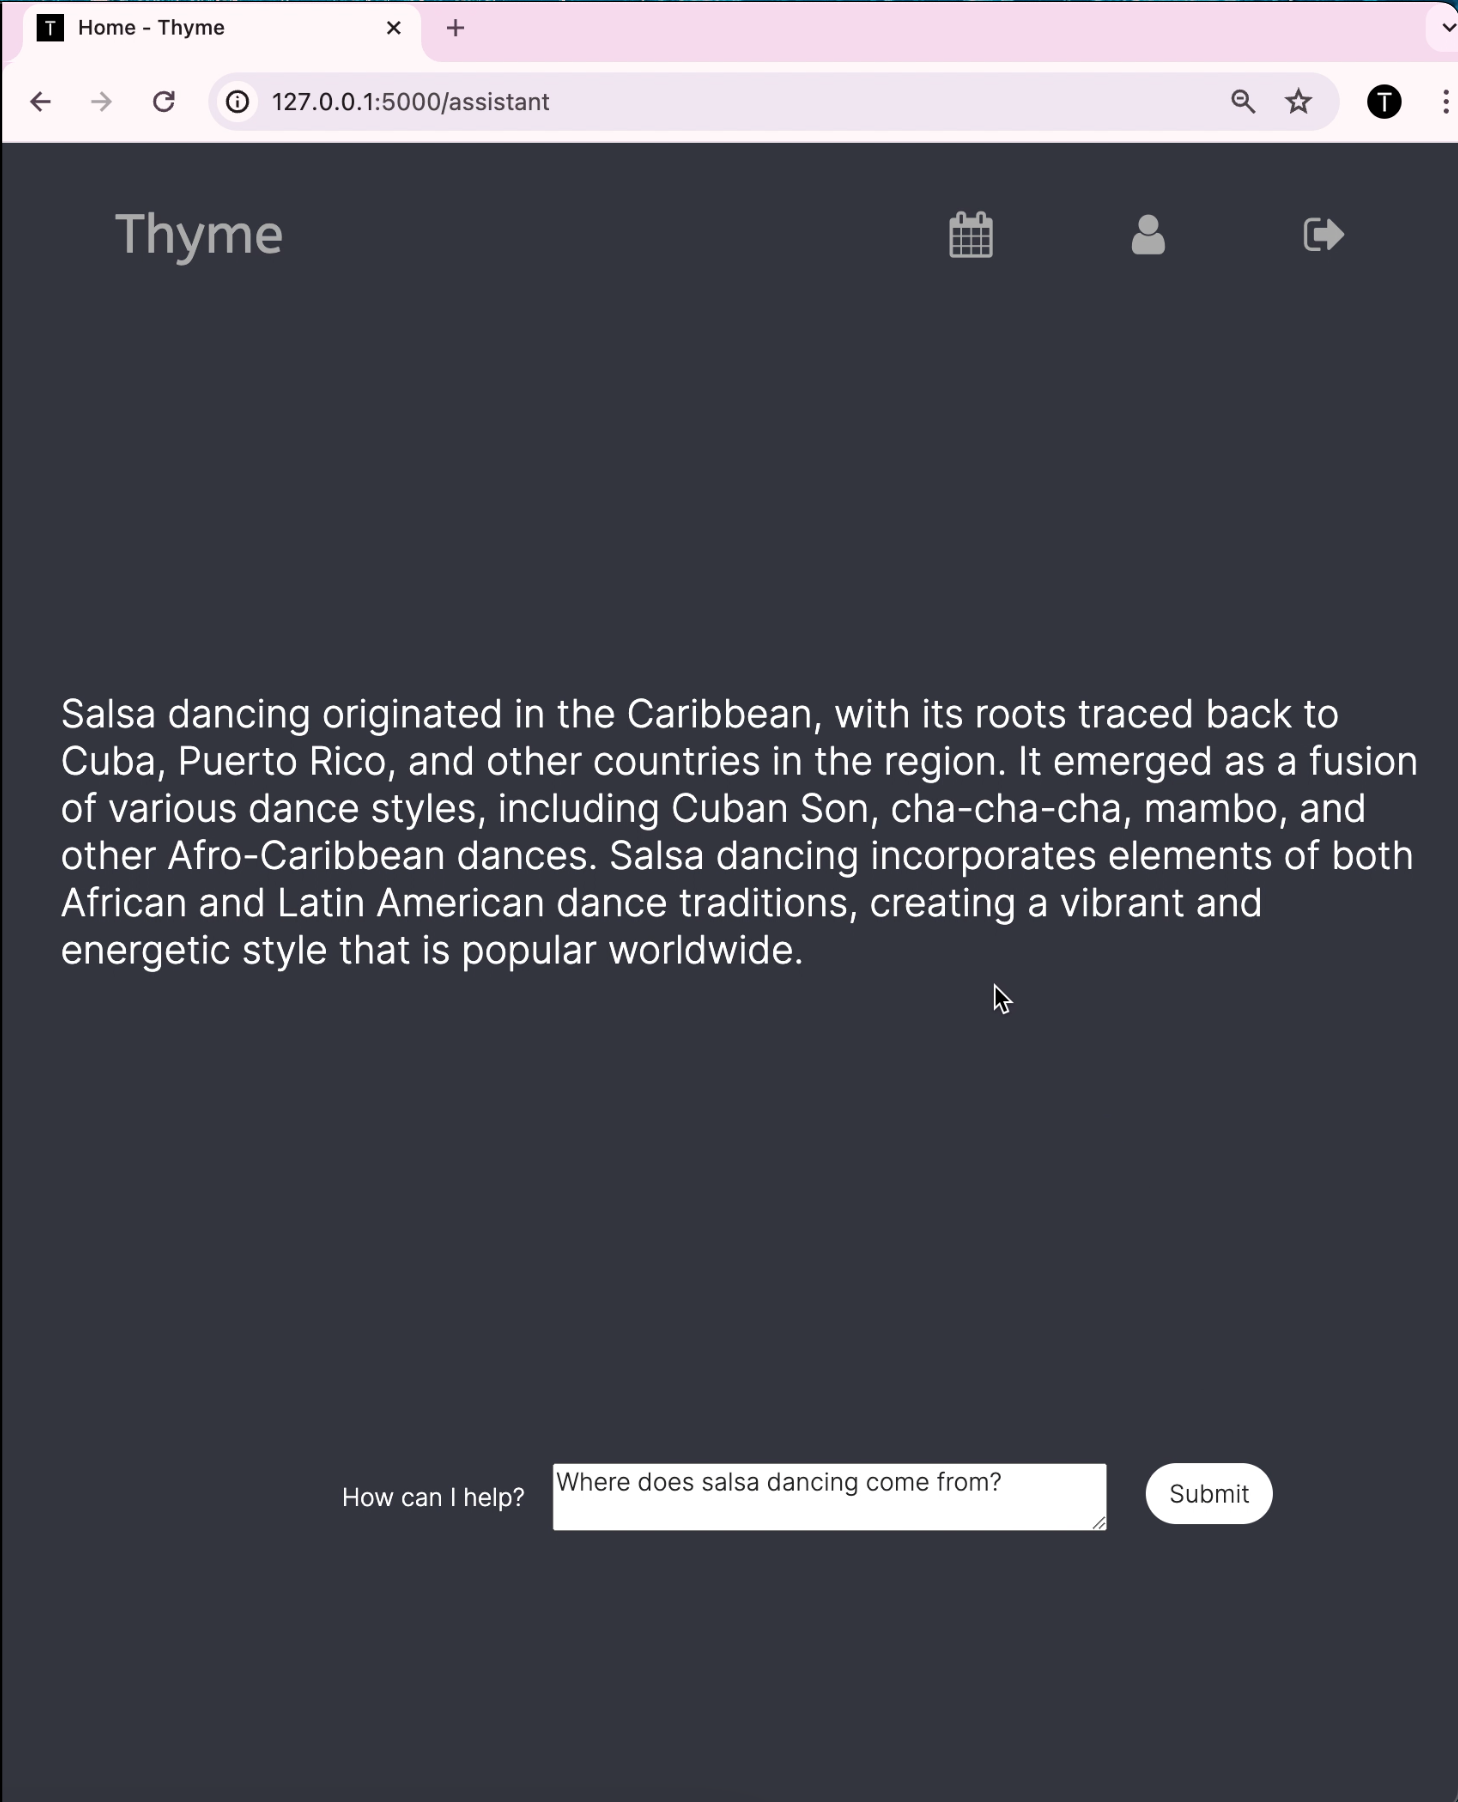 T Home - Thyme
127.0.0.1:5000/assistant
T
Thyme
Salsa dancing originated in the Caribbean, with its roots traced back to
Cuba, Puerto Rico, and other countries in the region. It emerged as a fusion
of various dance styles, including Cuban Son, cha-cha-cha, mambo, and
other Afro-Caribbean dances. Salsa dancing incorporates elements of both
African and Latin American dance traditions, creating a vibrant and
energetic style that is popular worldwide.
How can I help?
Where does salsa dancing come from?
Submit